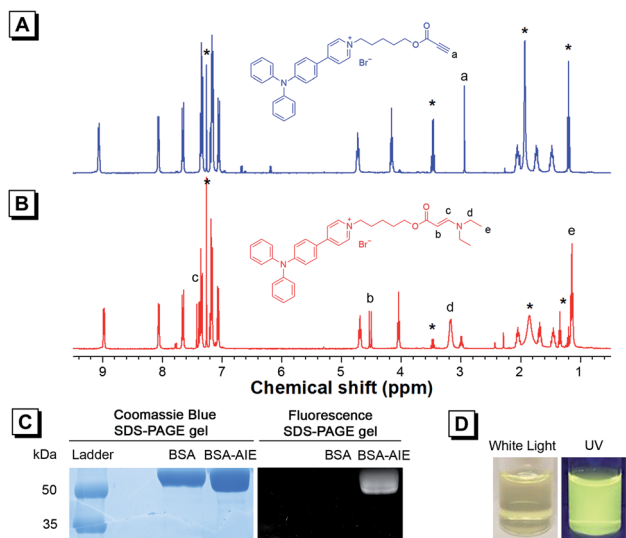 A
*
N
+
Br⁻
N
O
O
a
*
a
*
*
B
*
N
+
Br⁻
N
O
O
c
b
N
d
e
c
b
*
d
*
*
e
9 8 7 6 5 4 3 2 1
Chemical shift (ppm)
C
Coomassie Blue
SDS-PAGE gel
Fluorescence
SDS-PAGE gel
kDa Ladder BSA BSA-AIE BSA BSA-AIE
50
35
D
White Light UV